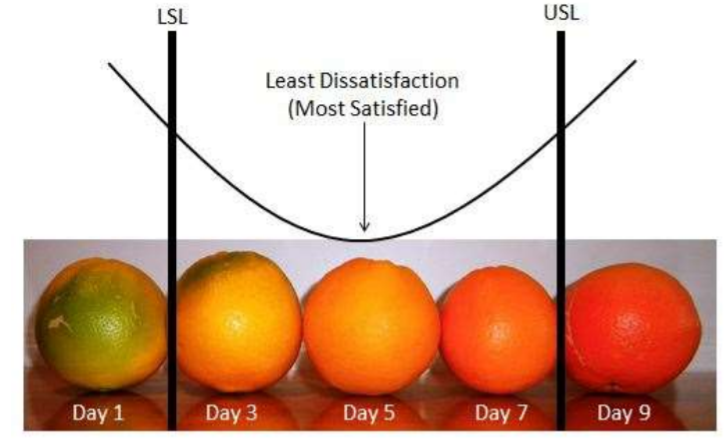 LSL
USL
Least Dissatisfaction
(Most Satisfied)
Day 1
Day 3
Day 5
Day 7
Day 9